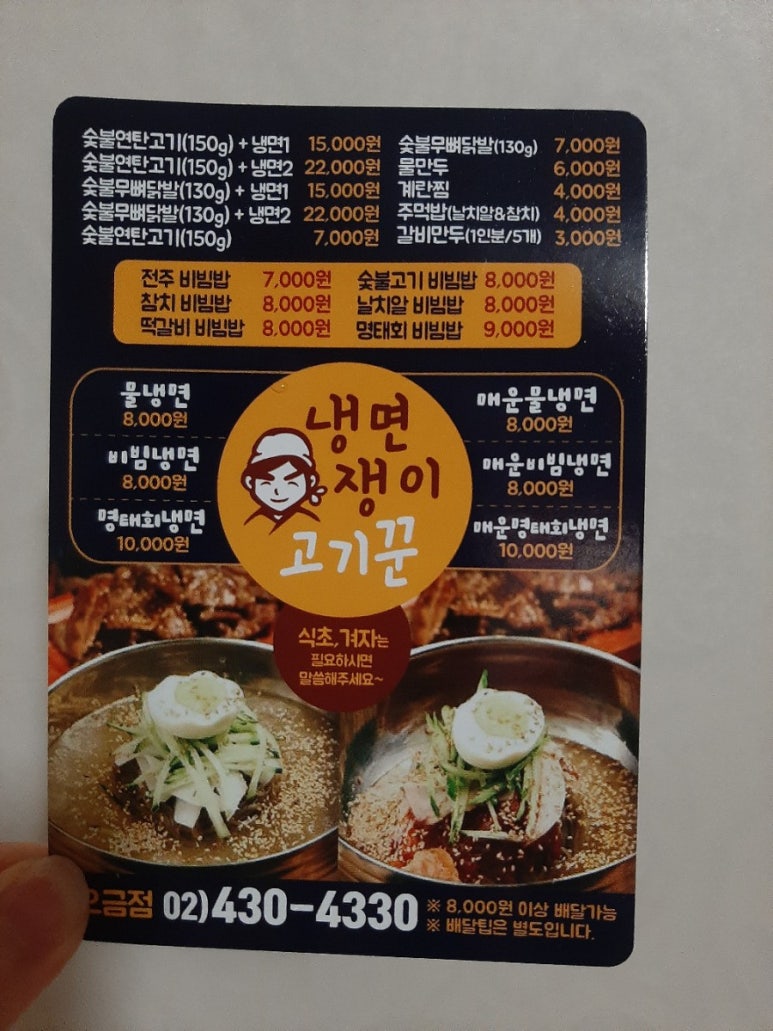 숯불연탄고기(150g) + 냉면1 15,000원
숯불연탄고기(150g) + 냉면2 22,000원
숯불무뼈닭발(130g) + 냉면1 15,000원
숯불무뼈닭발(130g) + 냉면2 22,000원
숯불연탄고기(150g) 7,000원
숯불무뼈닭발(130g) 7,000원
물만두 6,000원
계란찜 4,000원
주먹밥(날치알&참치) 4,000원
갈비만두(1인분/5개) 3,000원
전주 비빔밥 7,000원
참치 비빔밥 8,000원
떡갈비 비빔밥 8,000원
숯불고기 비빔밥 8,000원
날치알 비빔밥 8,000원
명태회 비빔밥 9,000원
물냉면
8,000원
비빔냉면
8,000원
명태회냉면
10,000원
냉면
쟁이
고기꾼
매운물냉면
8,000원
매운비빔냉면
8,000원
매운명태회냉면
10,000원
식초,겨자는
필요하시면
말씀해주세요~
오금점 02)430-4330
※ 8,000원 이상 배달가능
※ 배달팁은 별도입니다.